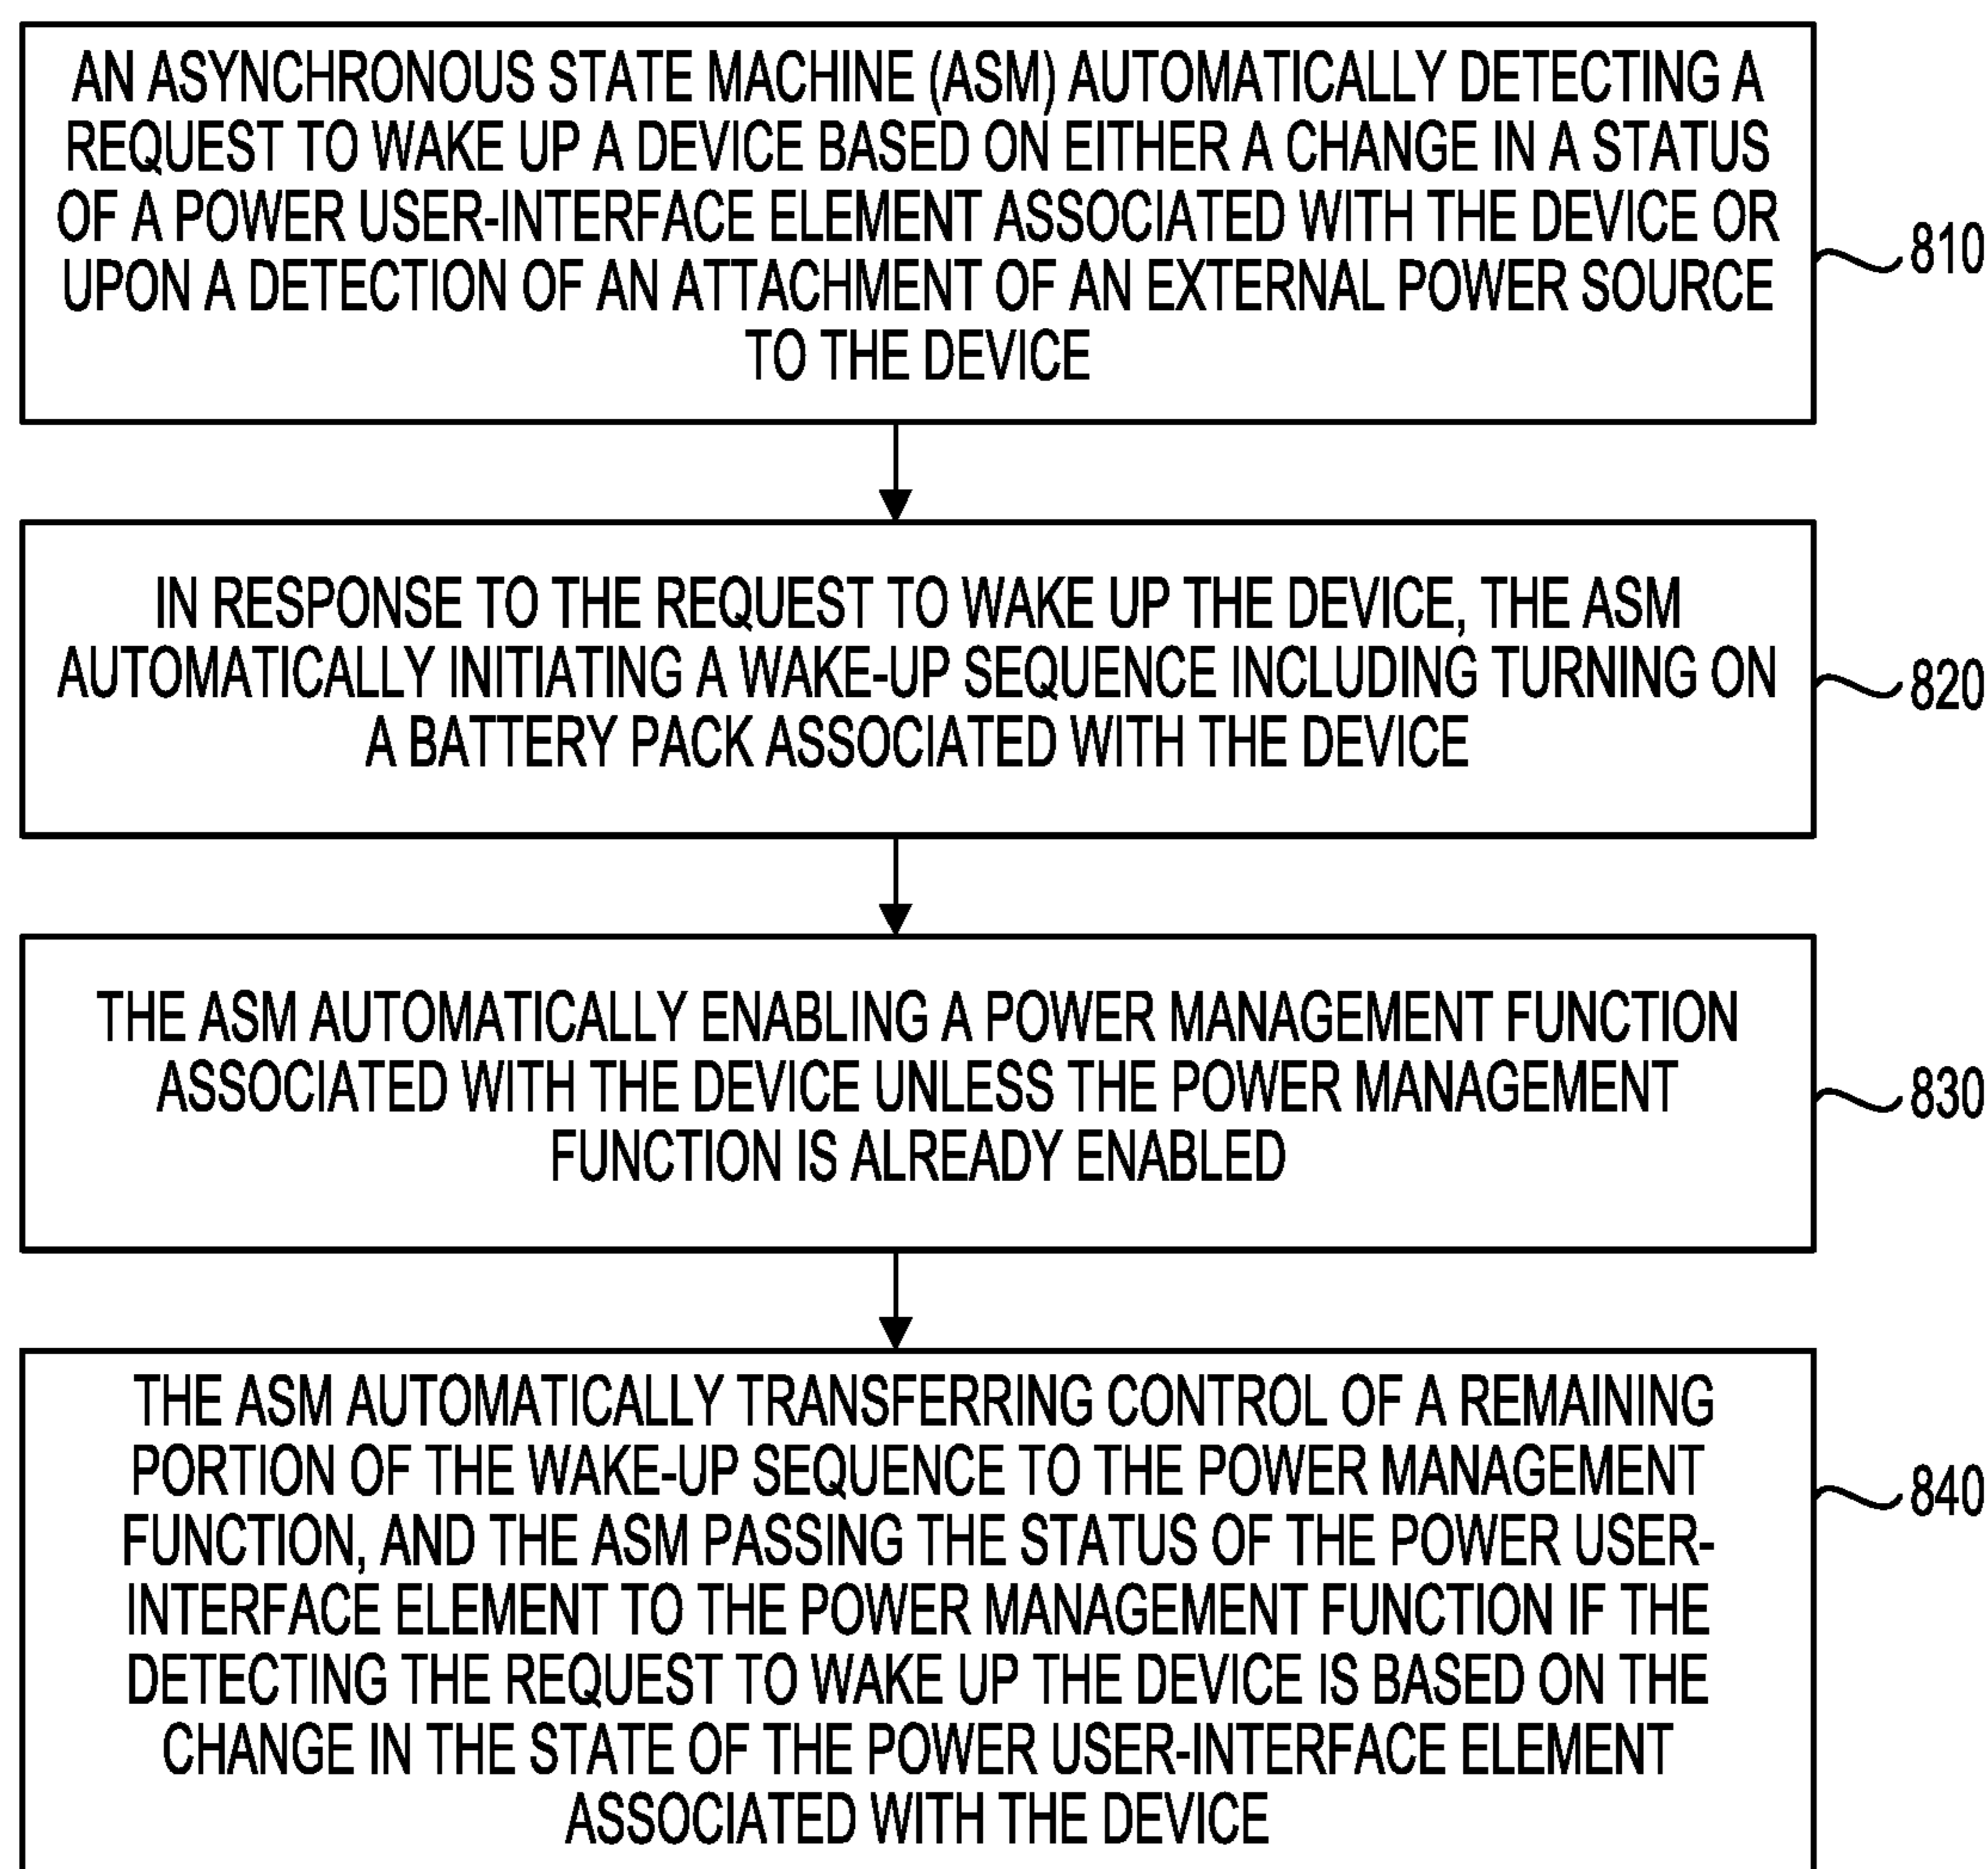 AN ASYNCHRONOUS STATE MACHINE (ASM) AUTOMATICALLY DETECTING A
REQUEST TO WAKE UP A DEVICE BASED ON EITHER A CHANGE IN A STATUS
OF A POWER USER-INTERFACE ELEMENT ASSOCIATED WITH THE DEVICE OR
UPON A DETECTION OF AN ATTACHMENT OF AN EXTERNAL POWER SOURCE
TO THE DEVICE
810
IN RESPONSE TO THE REQUEST TO WAKE UP THE DEVICE, THE ASM
AUTOMATICALLY INITIATING A WAKE-UP SEQUENCE INCLUDING TURNING ON
A BATTERY PACK ASSOCIATED WITH THE DEVICE
820
THE ASM AUTOMATICALLY ENABLING A POWER MANAGEMENT FUNCTION
ASSOCIATED WITH THE DEVICE UNLESS THE POWER MANAGEMENT
FUNCTION IS ALREADY ENABLED
830
THE ASM AUTOMATICALLY TRANSFERRING CONTROL OF A REMAINING
PORTION OF THE WAKE-UP SEQUENCE TO THE POWER MANAGEMENT
FUNCTION, AND THE ASM PASSING THE STATUS OF THE POWER USER-
INTERFACE ELEMENT TO THE POWER MANAGEMENT FUNCTION IF THE
DETECTING THE REQUEST TO WAKE UP THE DEVICE IS BASED ON THE
CHANGE IN THE STATE OF THE POWER USER-INTERFACE ELEMENT
ASSOCIATED WITH THE DEVICE
840